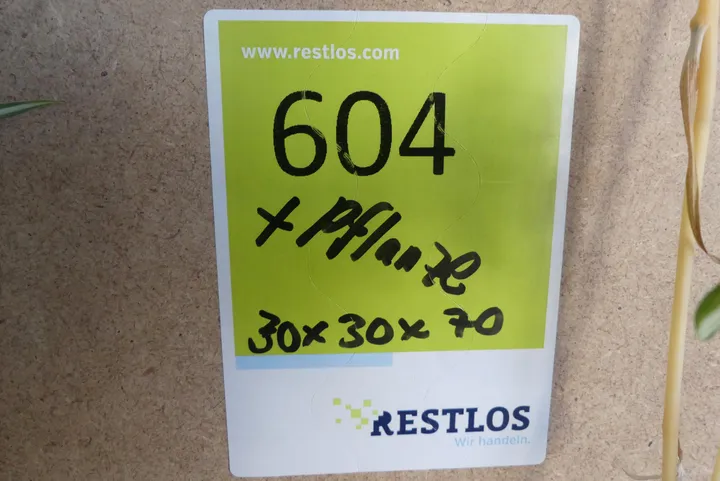 www.restlos.com
604
+ Pflanze
30x30x70
RESTLOS
Wir handeln.